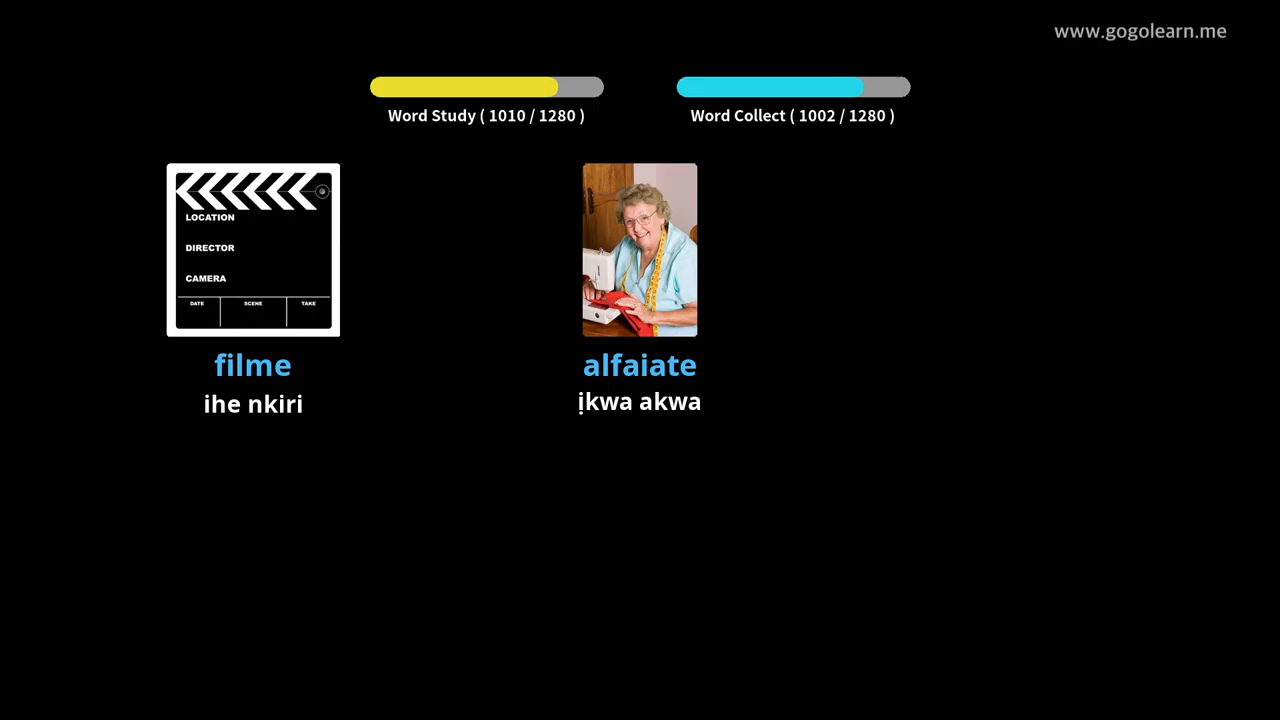 www.gogolearn.me
Word Study ( 1010 / 1280 )
Word Collect ( 1002 / 1280 )
LOCATION
DIRECTOR
CAMERA
DATE SCENE TAKE
filme
ihe nkiri
alfaiate
ịkwa akwa